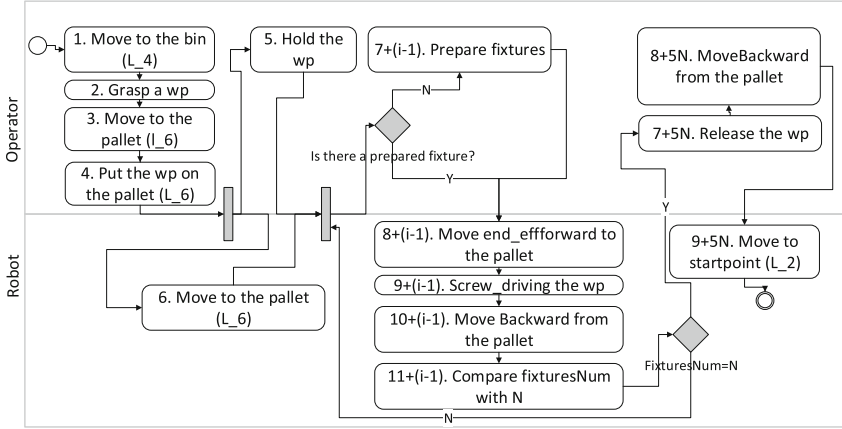 Operator
1. Move to the bin
(L_4)
2. Grasp a wp
3. Move to the
pallet (l_6)
4. Put the wp on
the pallet (L_6)
5. Hold the
wp
7+(i-1). Prepare fixtures
N
Is there a prepared fixture?
Y
8+5N. MoveBackward
from the pallet
7+5N. Release the wp
Y
Robot
6. Move to the pallet
(L_6)
8+(i-1). Move end_effforward to
the pallet
9+(i-1). Screw_driving the wp
10+(i-1). Move Backward from
the pallet
11+(i-1). Compare fixturesNum
with N
9+5N. Move to
startpoint (L_2)
FixturesNum=N
N